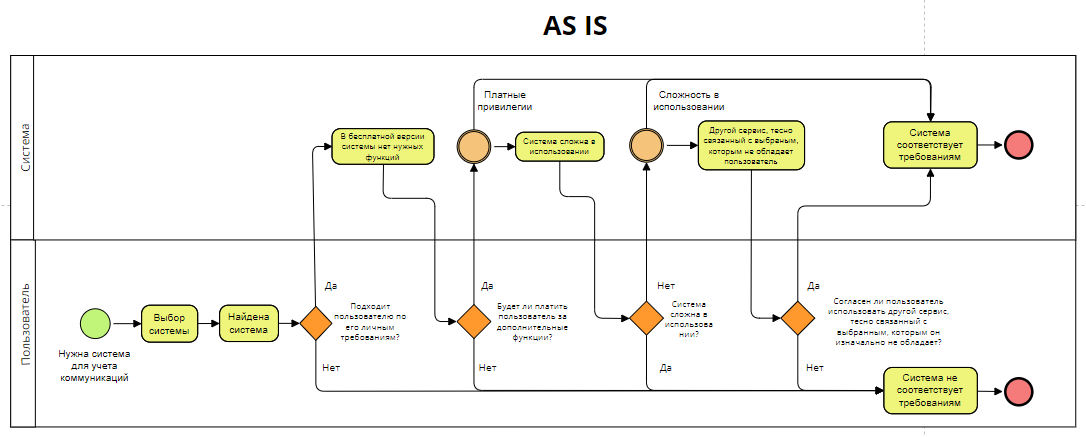 AS IS
Система
Платные
привилегии
Сложность в
использовании
В бесплатной версии
системы нет нужных
функций
Система сложна в
использовании
Другой сервис, тесно
связанный с выбраным,
которым не обладает
пользователь
Система
соответствует
требованиям
Пользователь
Нужна система
для учета
коммуникаций
Выбор
системы
Найдена
система
Да
Подходит
пользователю по
его личным
требованиям?
Нет
Да
Будет ли платить
пользователь за
дополнительные
функции?
Нет
Нет
Система
сложна в
использова
нии?
Да
Да
Согласен ли пользователь
использовать другой сервис,
тесно связанный с
выбранным, которым он
изначально не обладает?
Нет
Система не
соответствует
требованиям